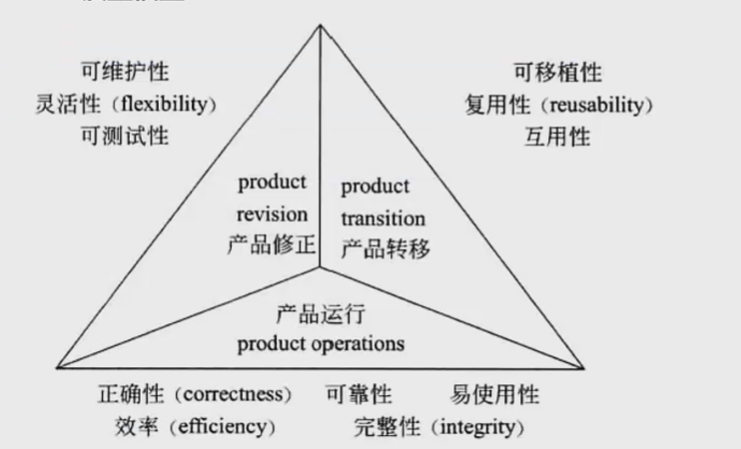 可维护性
灵活性（flexibility）
可测试性
可移植性
复用性（reusability）
互用性
product
revision
产品修正
product
transition
产品转移
产品运行
product operations
正确性（correctness） 可靠性 易使用性
效率（efficiency） 完整性（integrity）